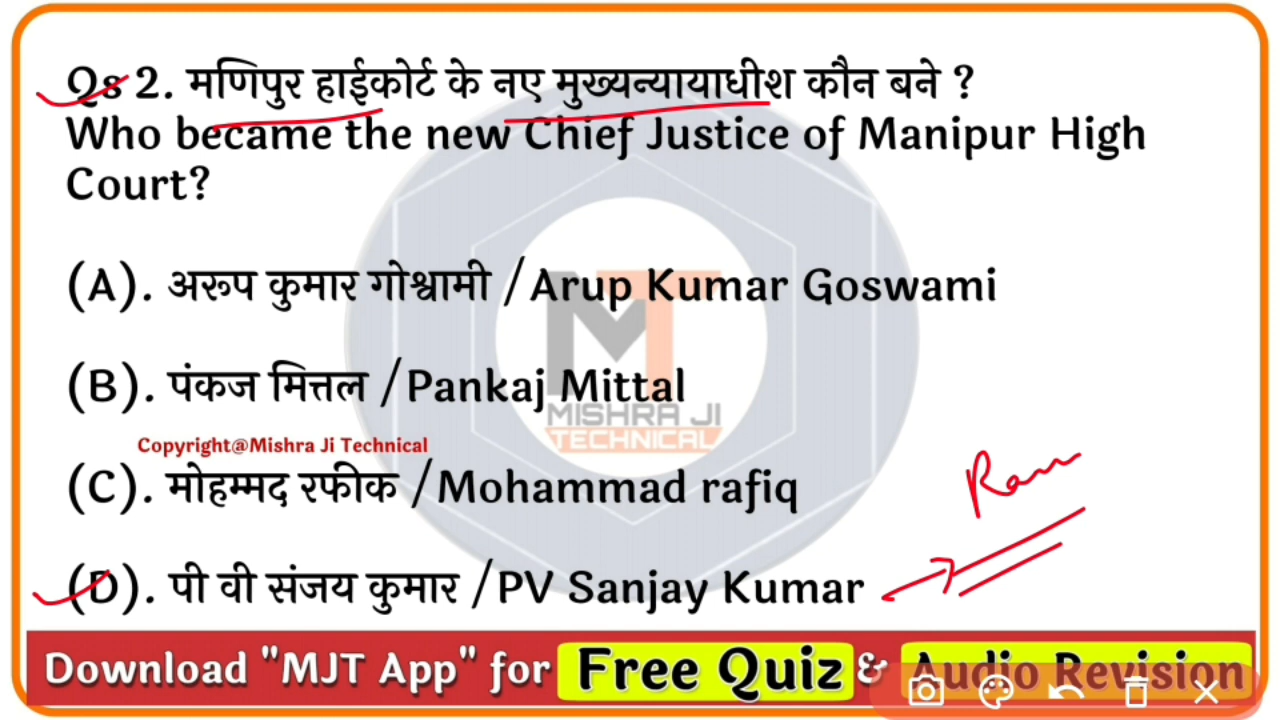 Qs 2. मणिपुर हाईकोर्ट के नए मुख्यन्यायाधीश कौन बने ?
Who became the new Chief Justice of Manipur High
Court?
(A). अरूप कुमार गोश्वामी /Arup Kumar Goswami
(B). पंकज मित्तल /Pankaj Mittal
MT
MISHRA JI
TECHNICAL
Copyright@Mishra Ji Technical
(C). मोहम्मद रफीक /Mohammad rafiq
(D). पी वी संजय कुमार /PV Sanjay Kumar
Download "MJT App" for Free Quiz & Audio Revision